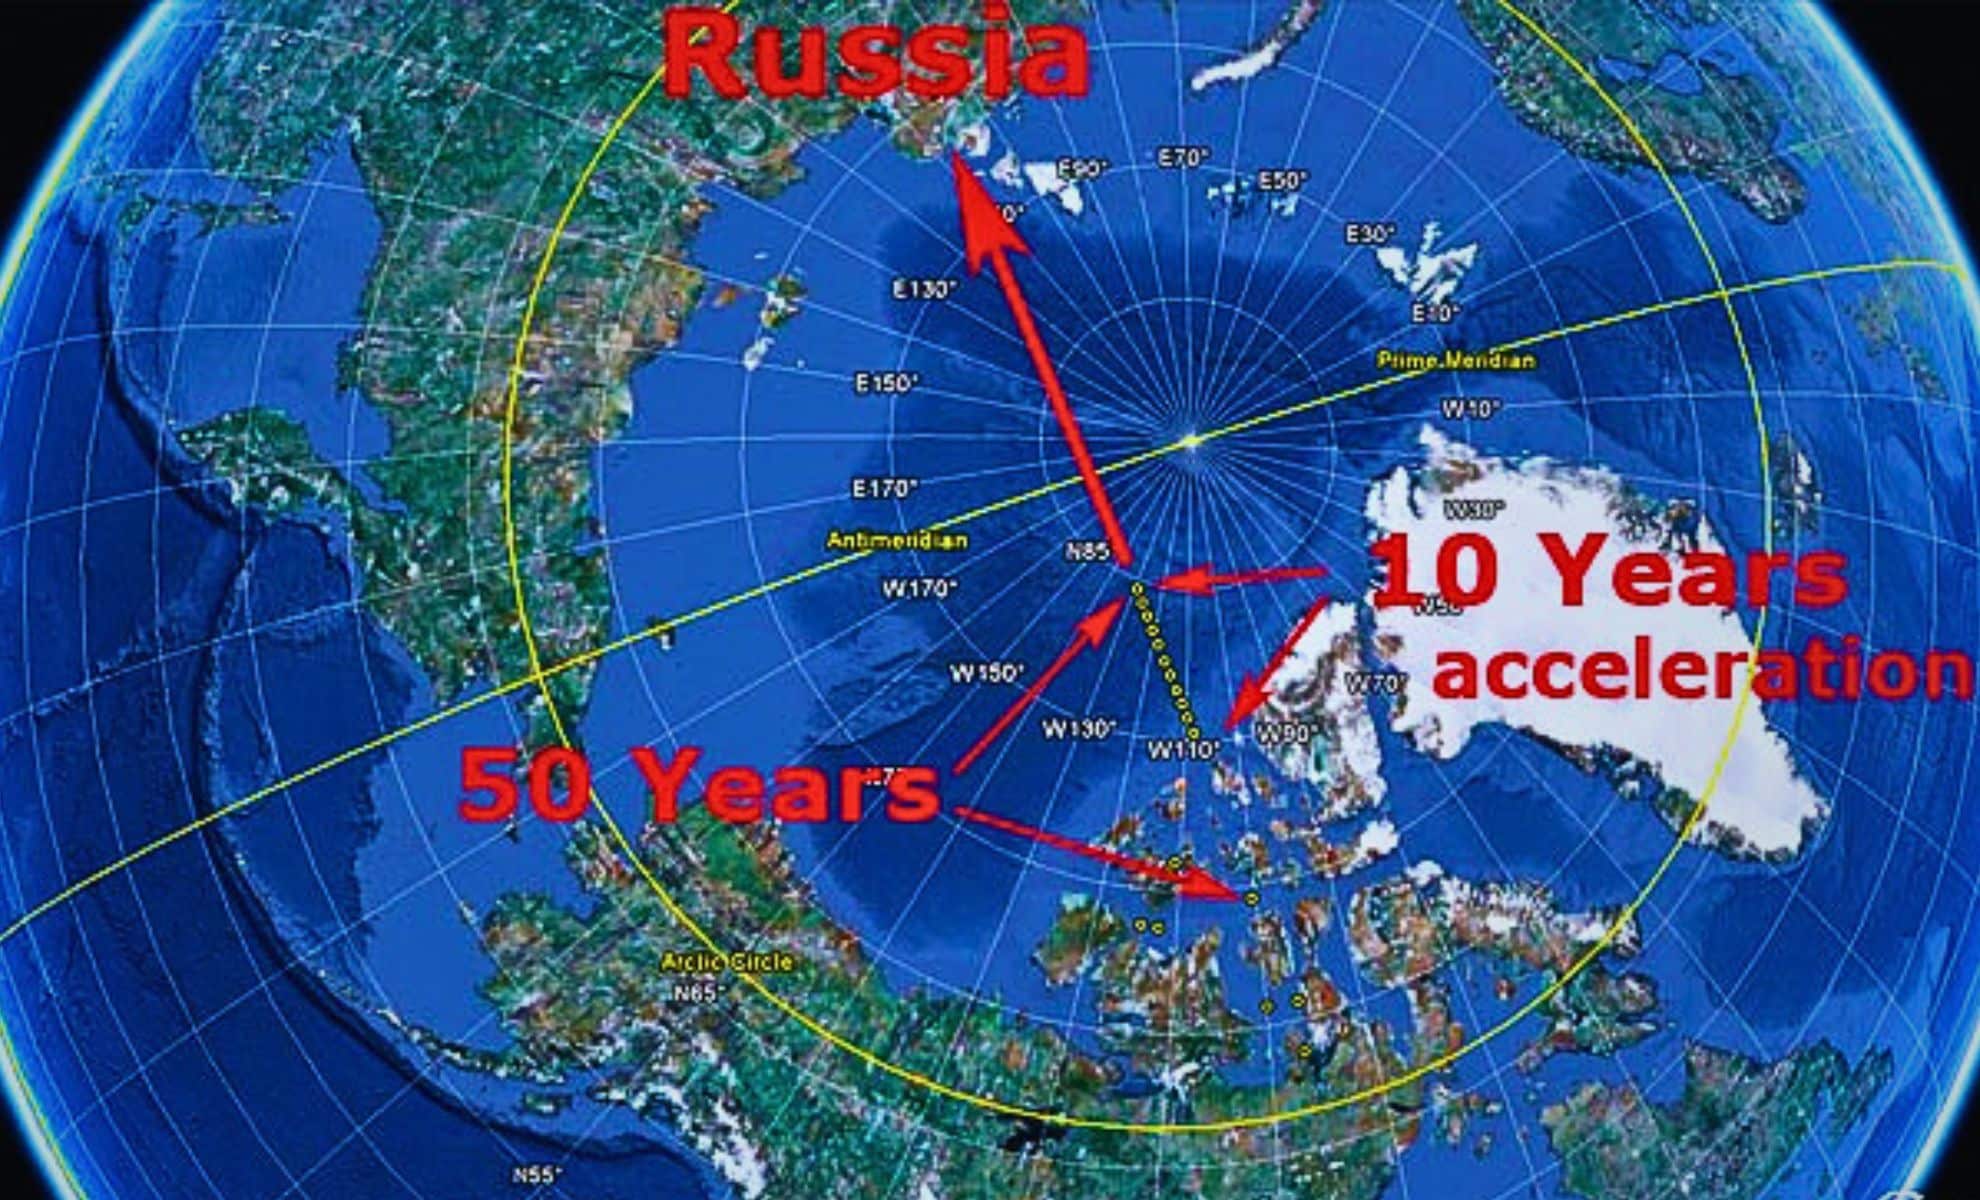 Russia
E90°
E70°
E50°
E30°
E130°
E10°
Prime Meridian
E150°
W10°
E170°
W30°
Antimeridian
N85
10 Years
W170°
acceleration
W150°
W70°
W130°
W90°
W110°
50 Years
Arctic Circle
N65°
N55°